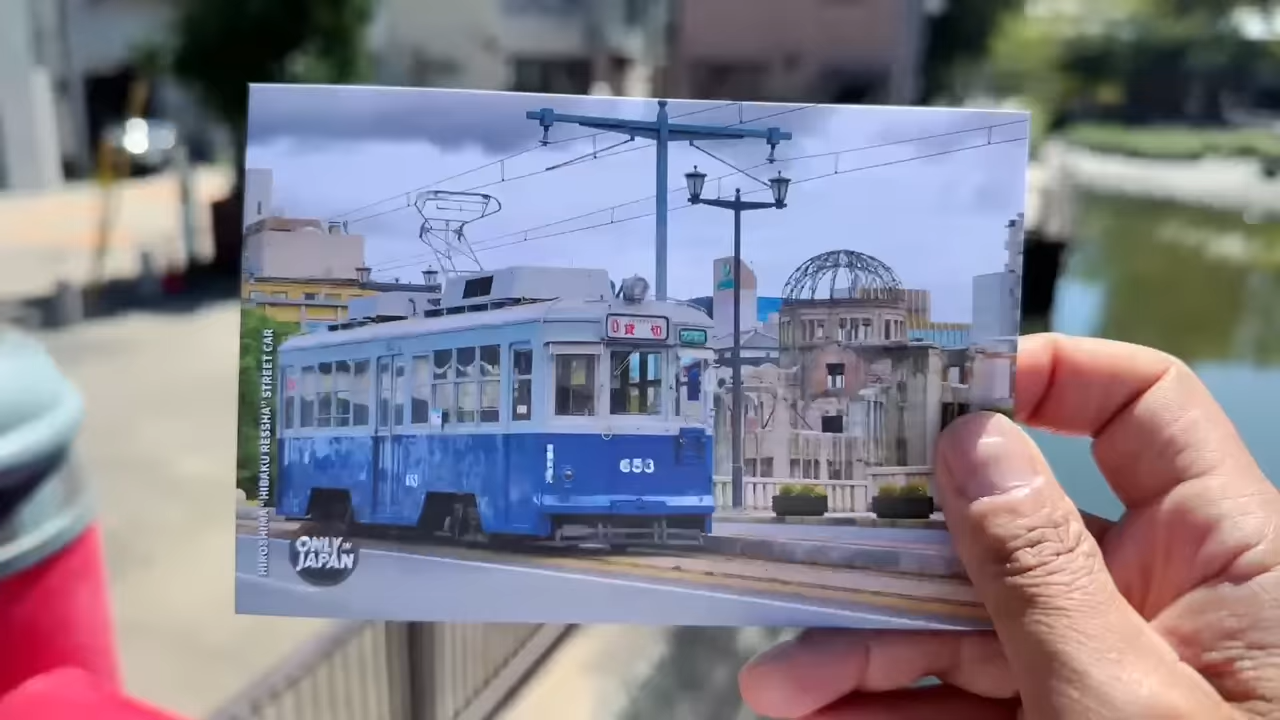 貸 切
653
653
HIROSHIMA "HIBAKU RESSHA" STREET CAR
ONLY in
JAPAN